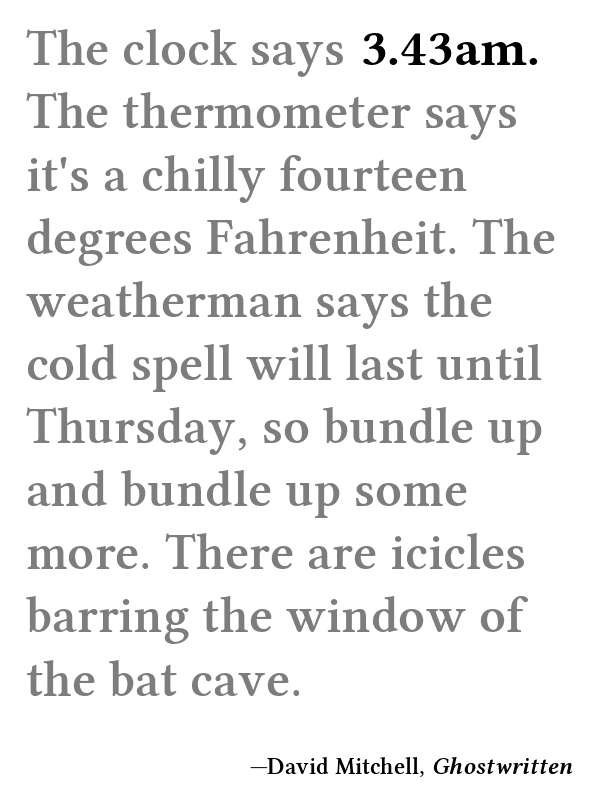 The clock says 3.43am.
The thermometer says
it's a chilly fourteen
degrees Fahrenheit. The
weatherman says the
cold spell will last until
Thursday, so bundle up
and bundle up some
more. There are icicles
barring the window of
the bat cave.
—David Mitchell, Ghostwritten